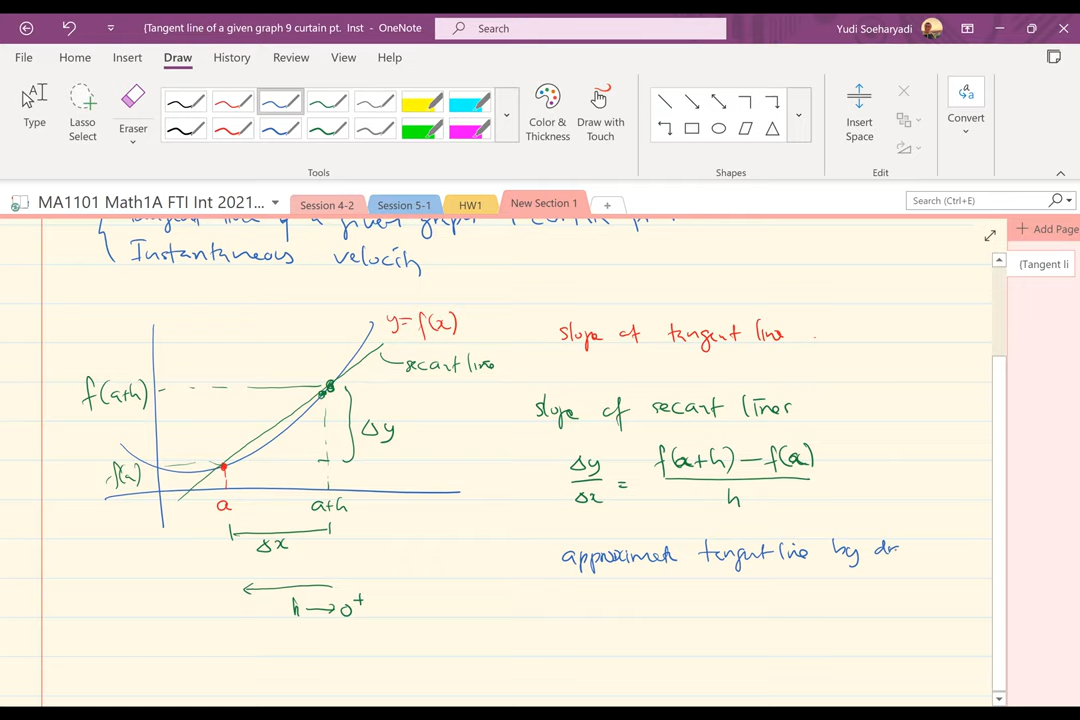 {Tangent line of a given graph 9 curtain pt. Inst - OneNote
Search
Yudi Soeharyadi
File Home Insert Draw History Review View Help
Type
Lasso Select
Eraser
Color & Thickness
Draw with Touch
Insert Space
Convert
Tools
Shapes
Edit
MA1101 Math1A FTI Int 2021...
Session 4-2
Session 5-1
HW1
New Section 1
Search (Ctrl+E)
Add Page
{Tangent li
line of a given graph
Instantaneous velocity
y=f(x)
secant line
f(a+h)
Δy
f(a)
a
a+h
Δx
h → 0+
slope of tangent line
slope of secant lines
Δy/Δx = f(a+h) − f(a)/h
approximate tangent line by